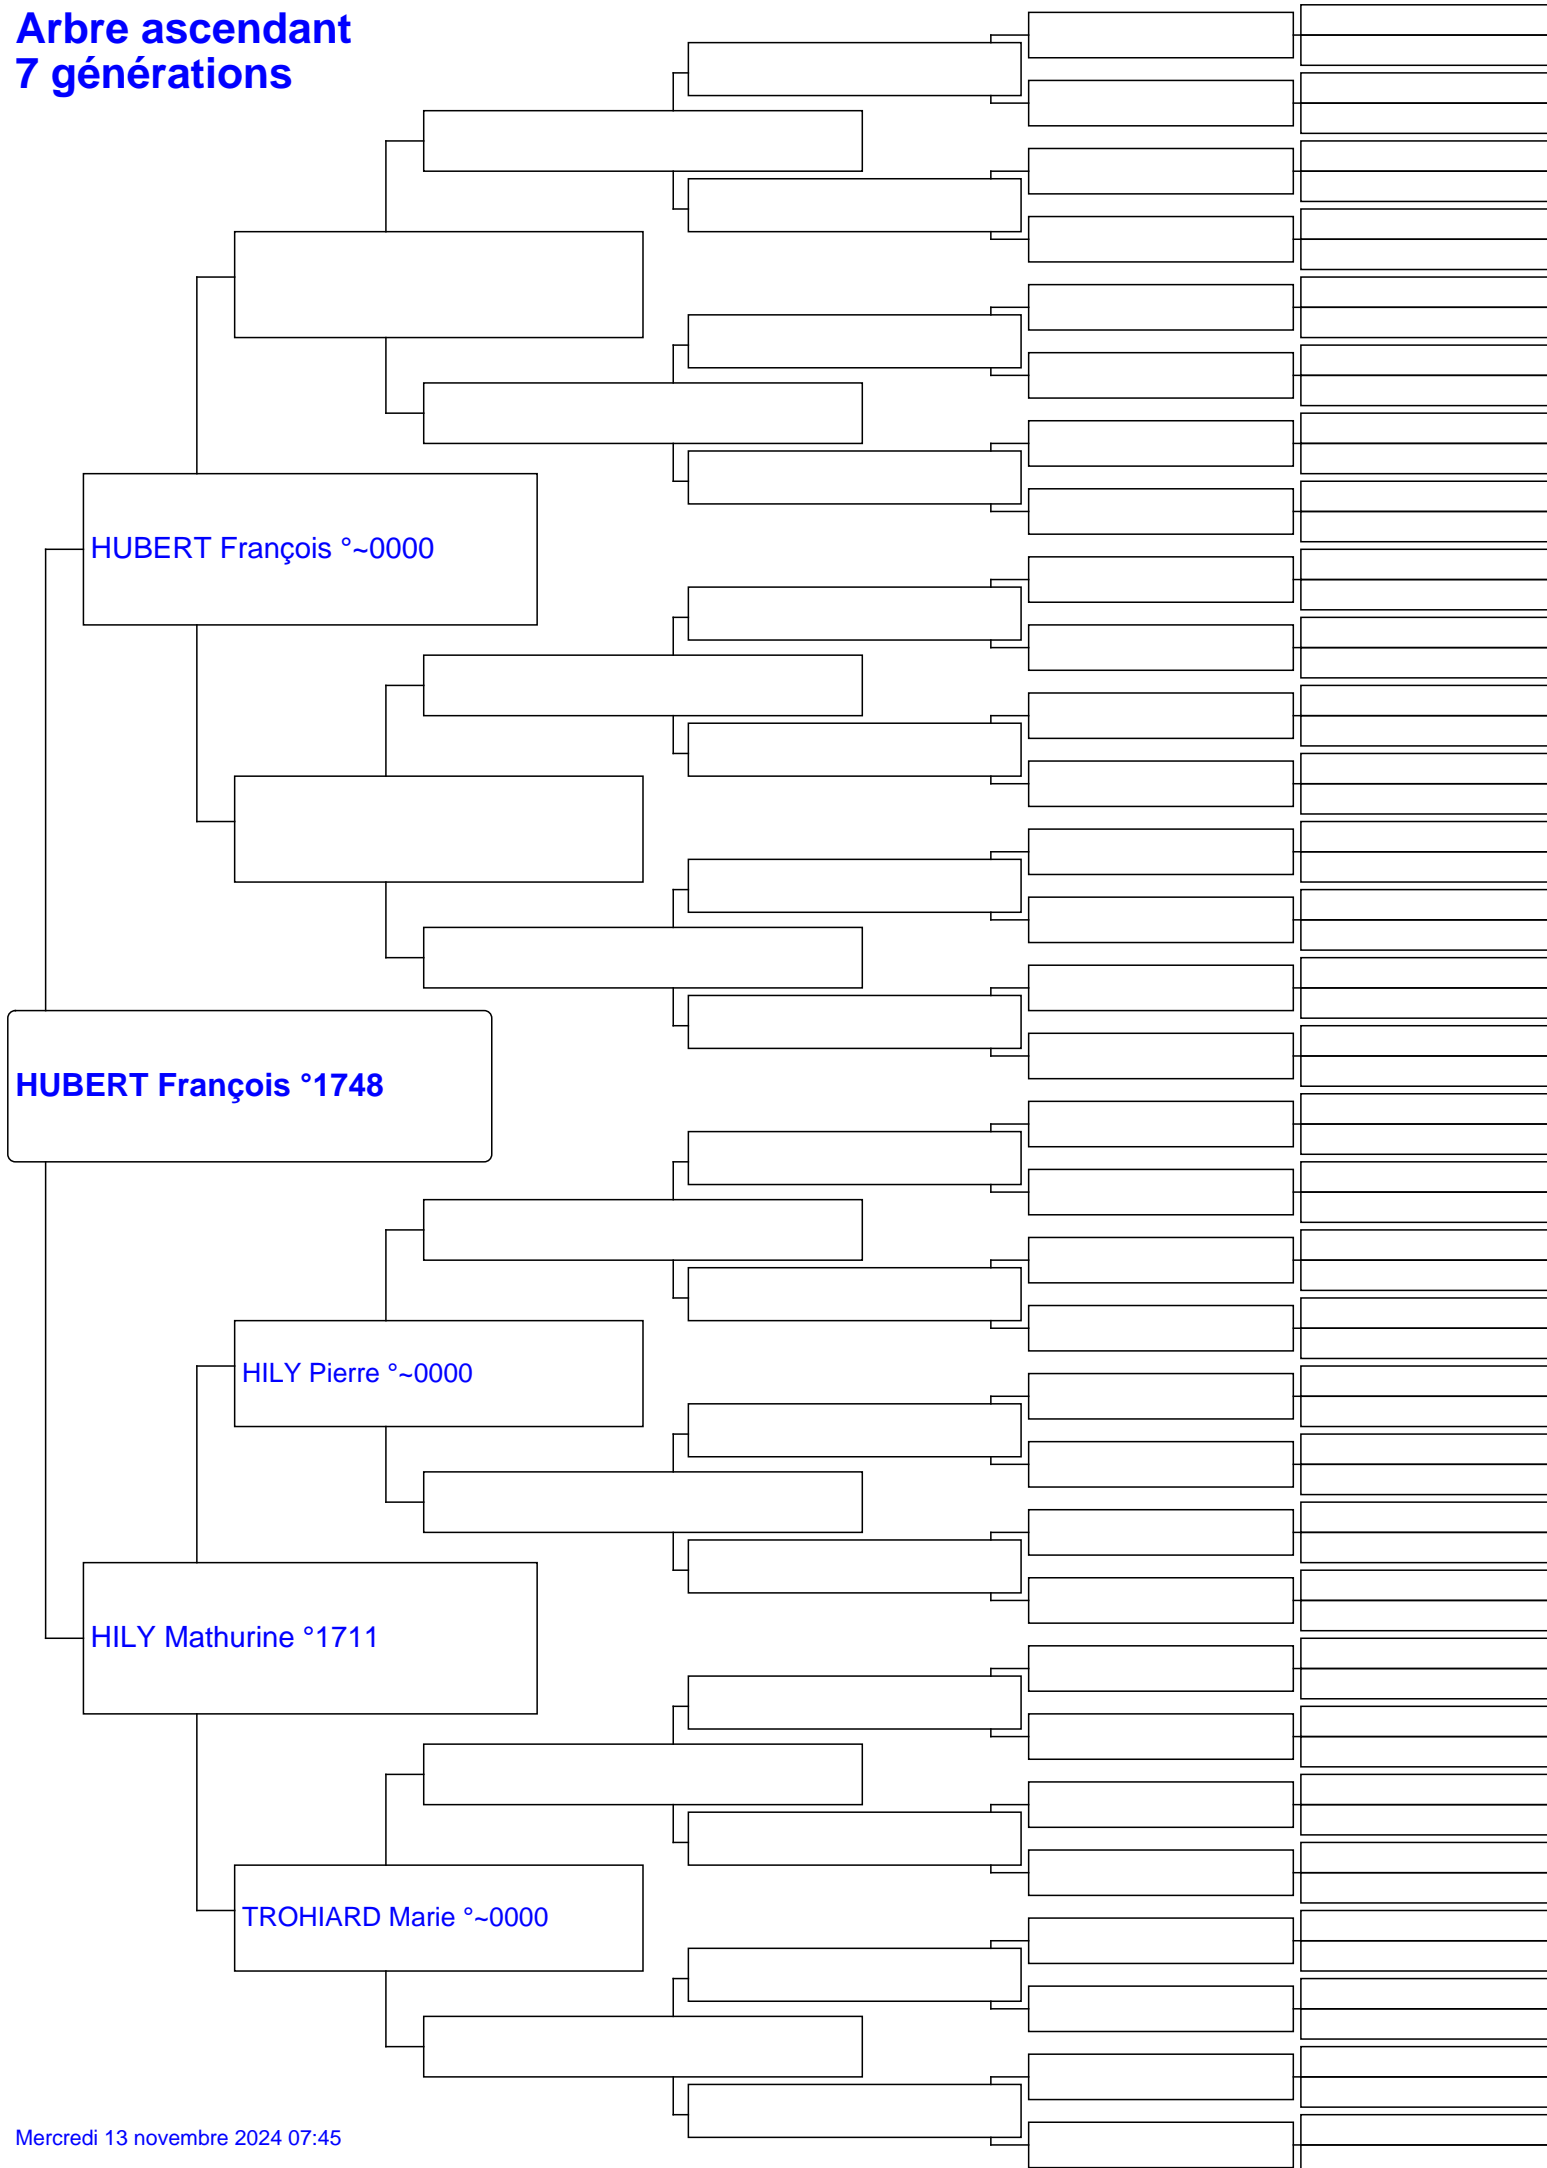 Arbre ascendant
7 générations
HUBERT François °~0000
HUBERT François °1748
HILY Pierre °~0000
HILY Mathurine °1711
TROHIARD Marie °~0000
Mercredi 13 novembre 2024 07:45